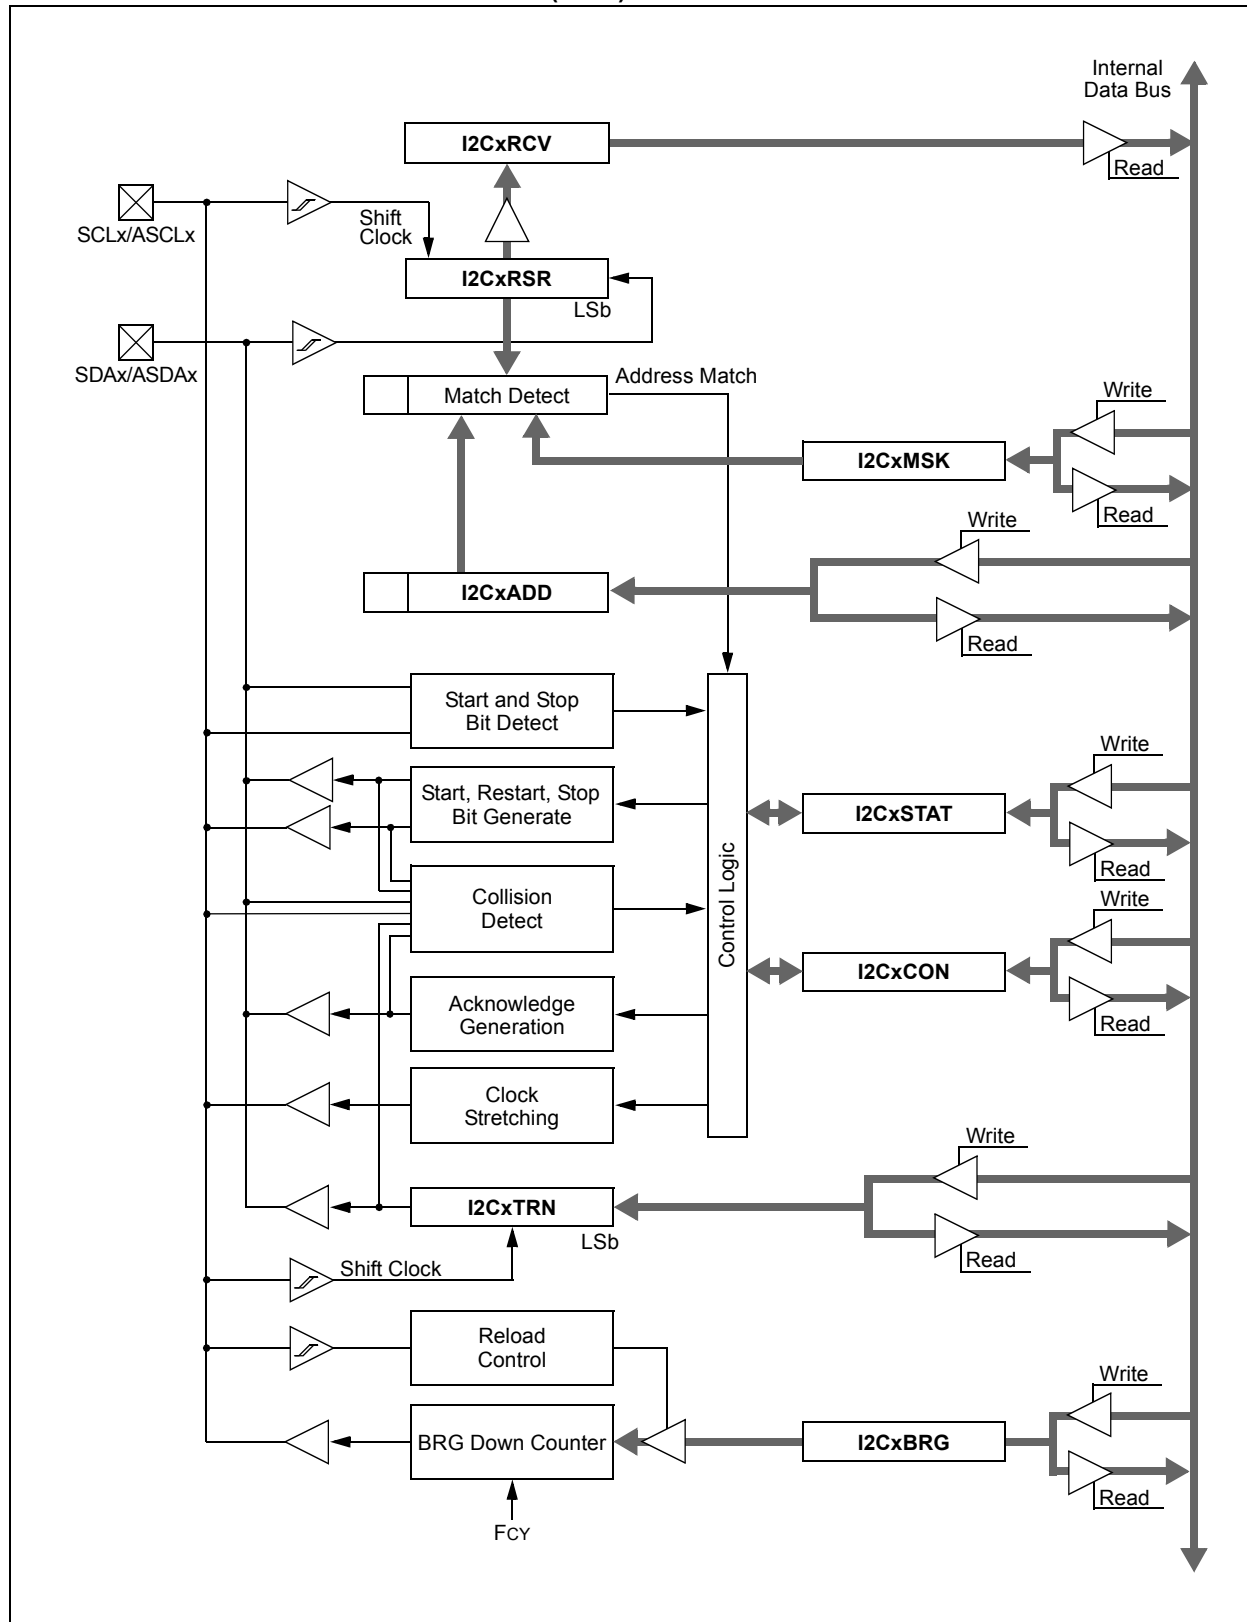 Internal
Data Bus
I2CxRCV
Read
Shift
Clock
SCLx/ASCLx
I2CxRSR
LSb
SDAx/ASDAx
Address Match
Match Detect
Write
I2CxMSK
Read
Write
I2CxADD
Read
Start and Stop
Bit Detect
Write
Start, Restart, Stop
Bit Generate
I2CxSTAT
Read
Control Logic
Collision
Detect
Write
I2CxCON
Read
Acknowledge
Generation
Clock
Stretching
Write
I2CxTRN
LSb
Read
Shift Clock
Reload
Control
Write
BRG Down Counter
I2CxBRG
Read
FCY